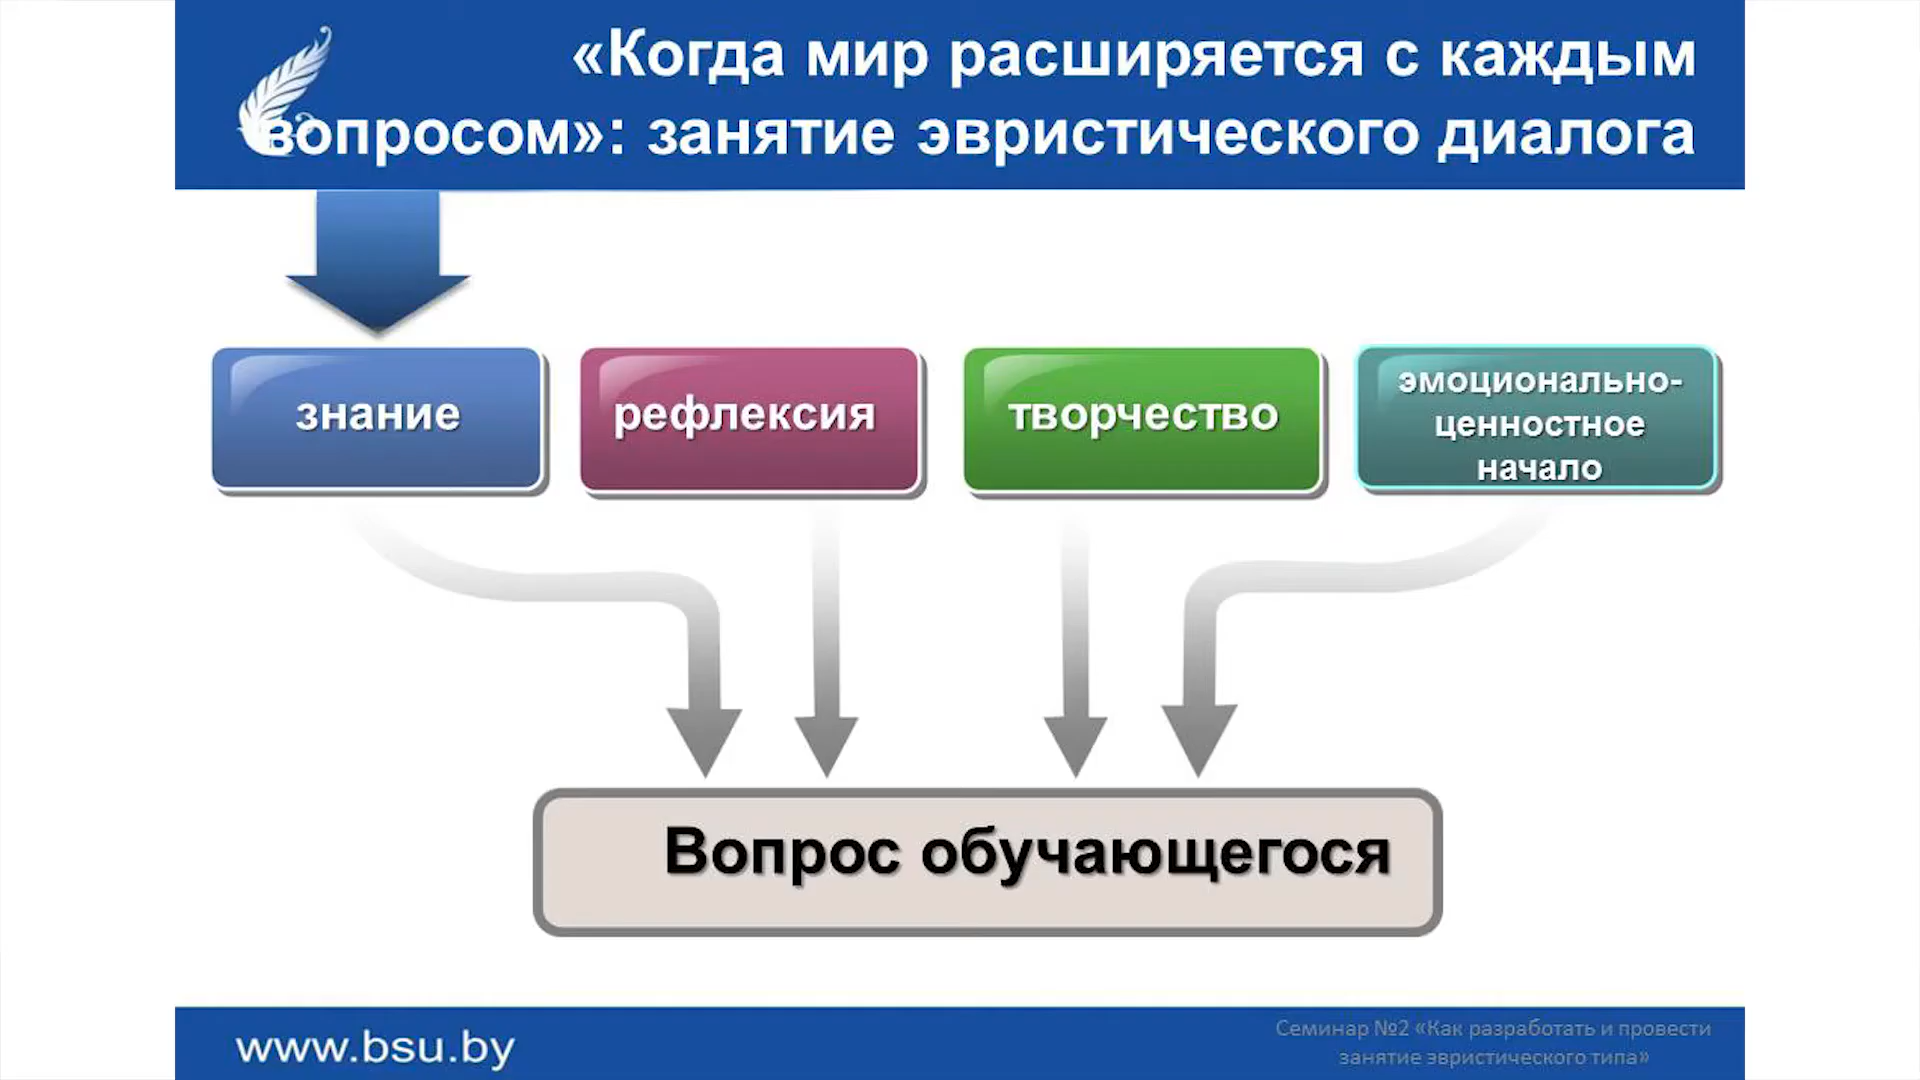 «Когда мир расширяется с каждым
вопросом»: занятие эвристического диалога
знание
рефлексия
творчество
эмоционально-
ценностное
начало
Вопрос обучающегося
www.bsu.by
Семинар №2 «Как разработать и провести
занятие эвристического типа»